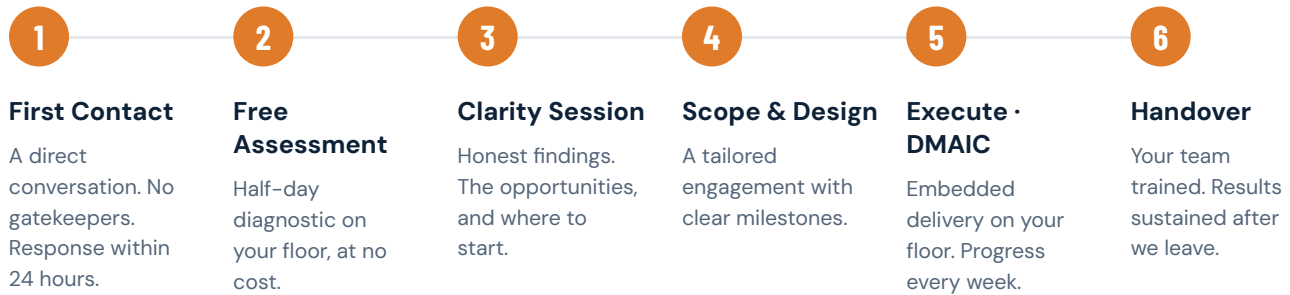 1
First Contact
A direct
conversation. No
gatekeepers.
Response within
24 hours.
2
Free
Assessment
Half-day
diagnostic on
your floor, at no
cost.
3
Clarity Session
Honest findings.
The opportunities,
and where to
start.
4
Scope & Design
A tailored
engagement with
clear milestones.
5
Execute ·
DMAIC
Embedded
delivery on your
floor. Progress
every week.
6
Handover
Your team
trained. Results
sustained after
we leave.